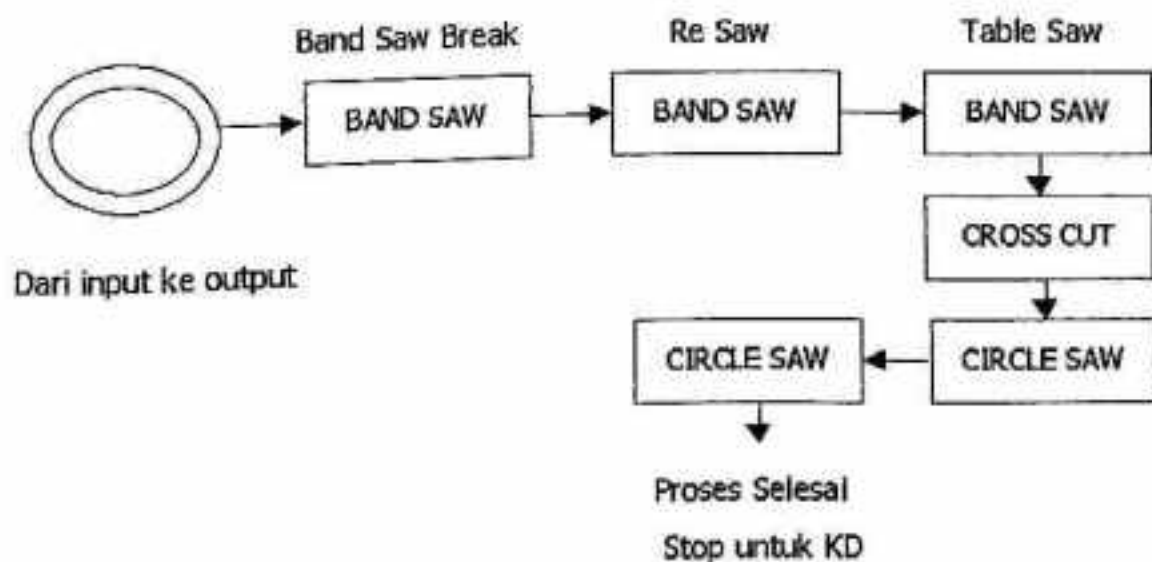 Band Saw Break
Re Saw
Table Saw
BAND SAW
BAND SAW
BAND SAW
Dari input ke output
CROSS CUT
CIRCLE SAW
CIRCLE SAW
Proses Selesai
Stop untuk KD